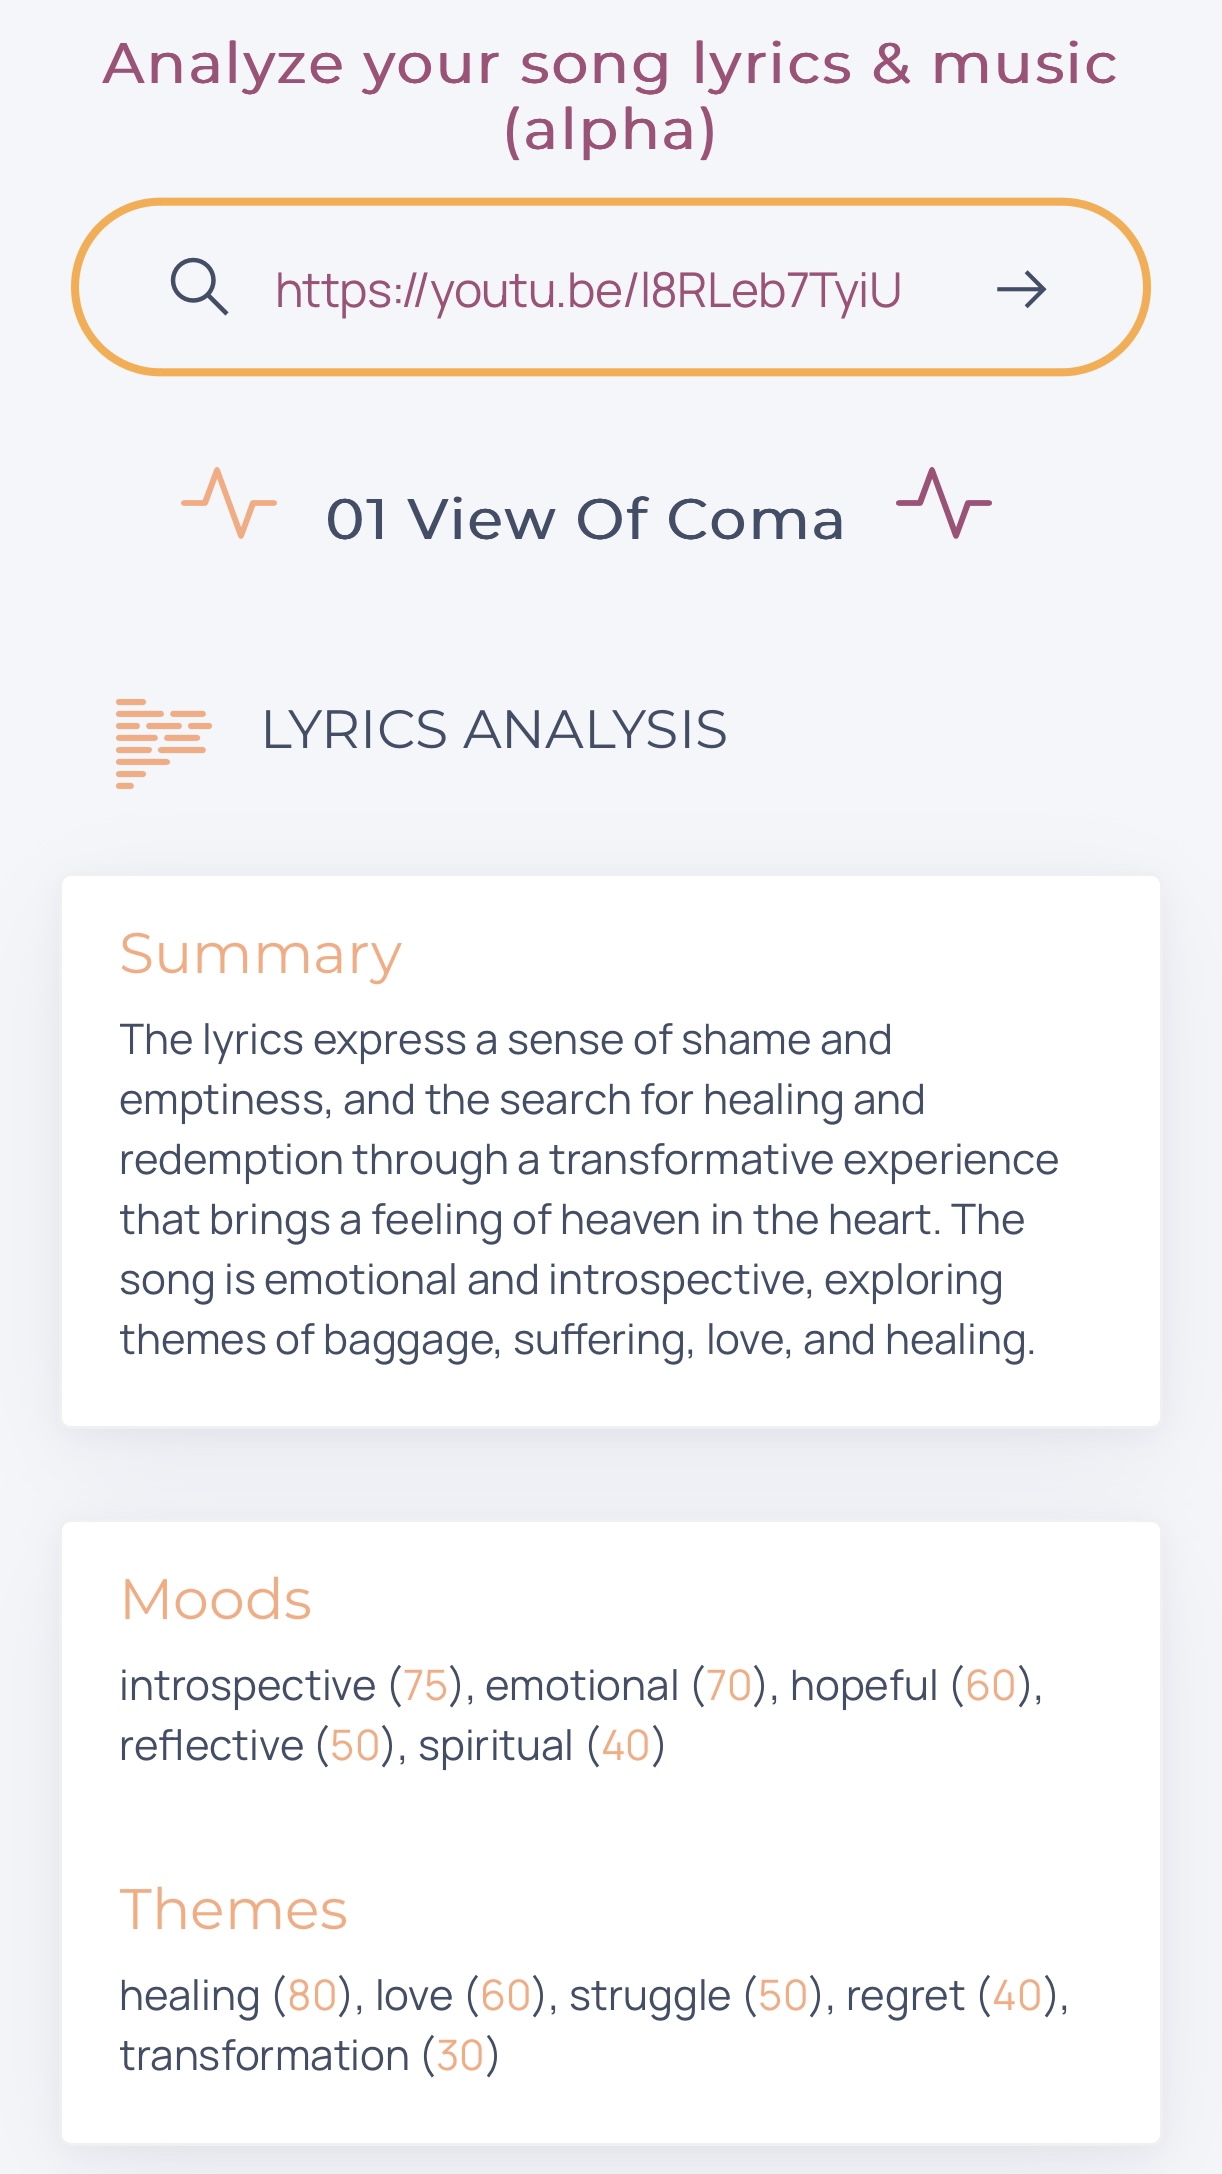 Analyze your song lyrics & music
(alpha)
https://youtu.be/l8RLeb7TyiU
01 View Of Coma
LYRICS ANALYSIS
Summary
The lyrics express a sense of shame and
emptiness, and the search for healing and
redemption through a transformative experience
that brings a feeling of heaven in the heart. The
song is emotional and introspective, exploring
themes of baggage, suffering, love, and healing.
Moods
introspective (75), emotional (70), hopeful (60),
reflective (50), spiritual (40)
Themes
healing (80), love (60), struggle (50), regret (40),
transformation (30)